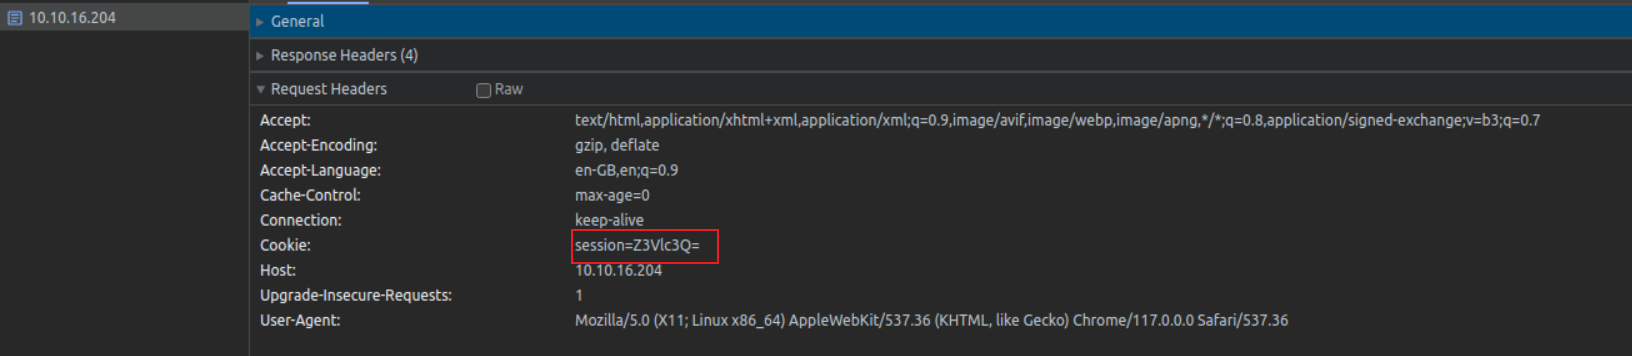 10.10.16.204
General
Response Headers (4)
Request Headers Raw
Accept: text/html,application/xhtml+xml,application/xml;q=0.9,image/avif,image/webp,image/apng,*/*;q=0.8,application/signed-exchange;v=b3;q=0.7
Accept-Encoding: gzip, deflate
Accept-Language: en-GB,en;q=0.9
Cache-Control: max-age=0
Connection: keep-alive
Cookie: session=Z3Vlc3Q=
Host: 10.10.16.204
Upgrade-Insecure-Requests: 1
User-Agent: Mozilla/5.0 (X11; Linux x86_64) AppleWebKit/537.36 (KHTML, like Gecko) Chrome/117.0.0.0 Safari/537.36